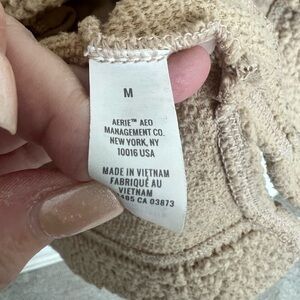 M
AERIE™ AEO
MANAGEMENT CO.
NEW YORK, NY
10016 USA
MADE IN VIETNAM
FABRIQUÉ AU
VIETNAM
CA 03873